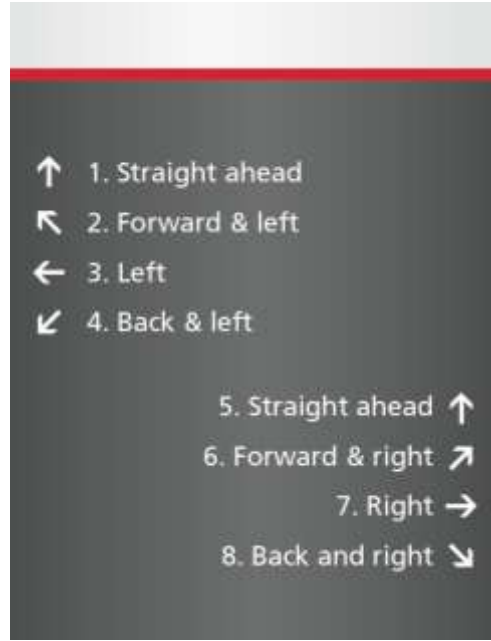 1. Straight ahead
2. Forward & left
3. Left
4. Back & left
5. Straight ahead
6. Forward & right
7. Right
8. Back and right